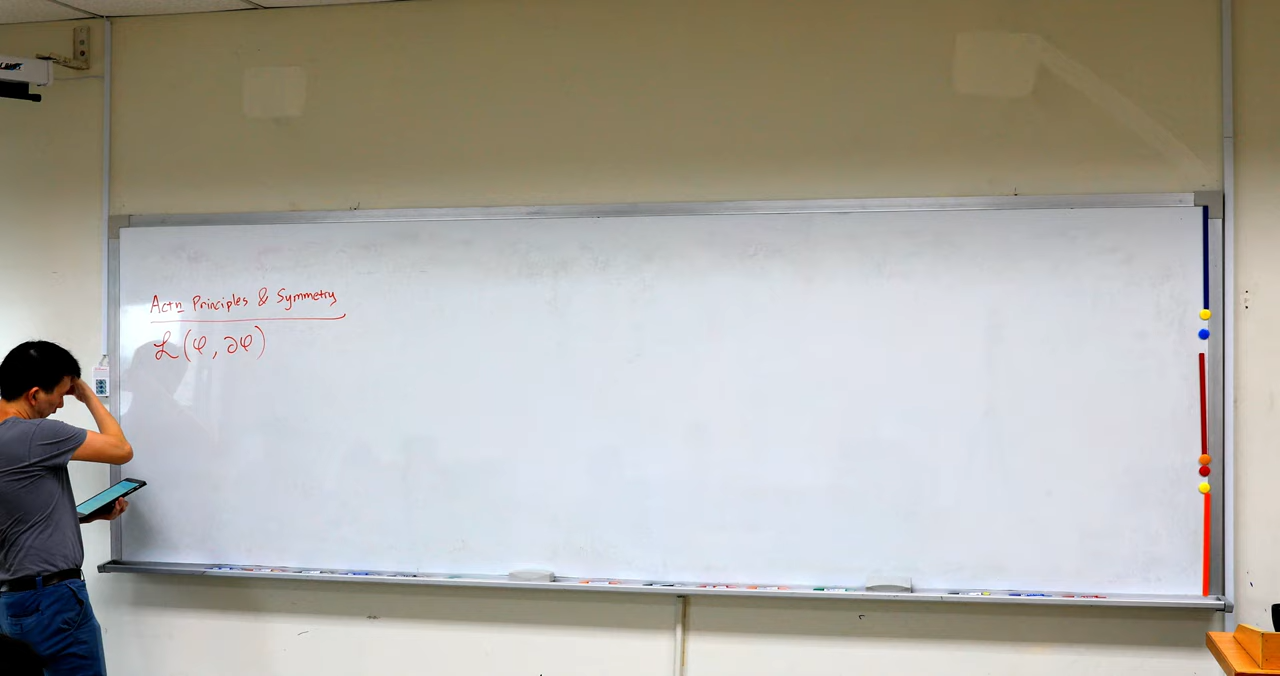 Actn Principles & Symmetry
ℒ(φ, ∂φ)